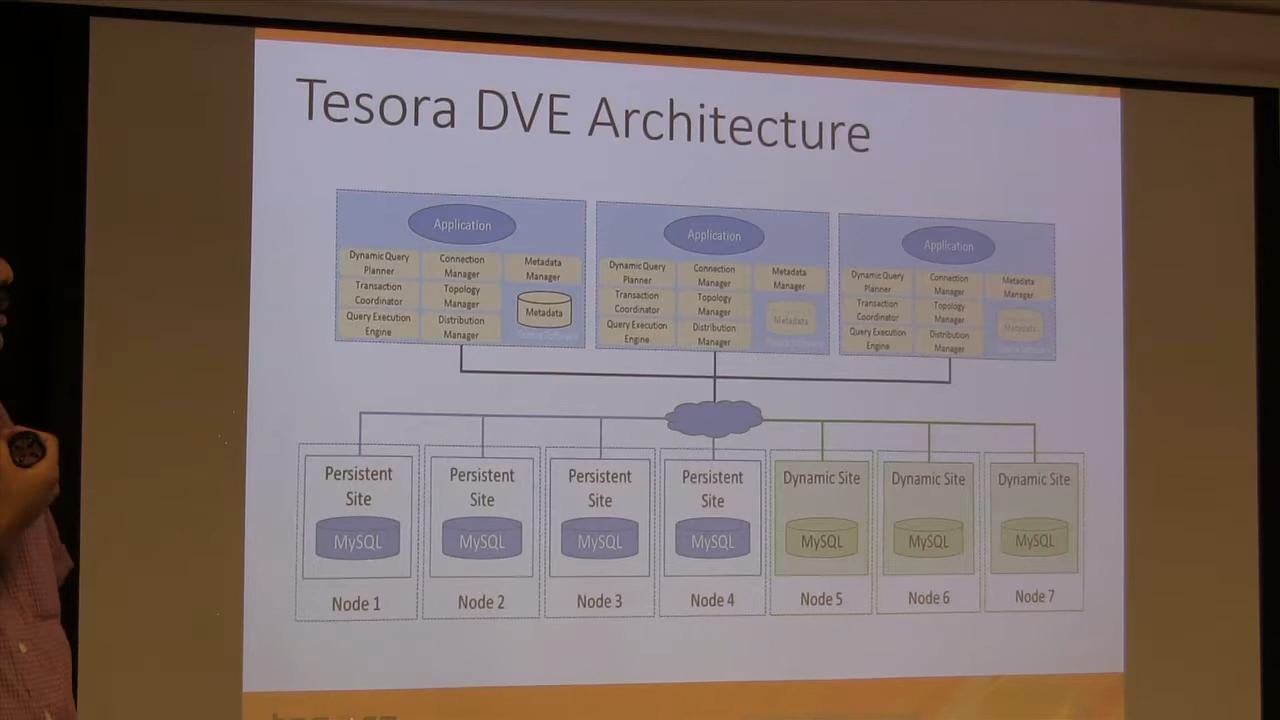 Tesora DVE Architecture
Application
Dynamic Query
Planner
Connection
Manager
Metadata
Manager
Transaction
Coordinator
Topology
Manager
Metadata
Query Execution
Engine
Distribution
Manager
Application
Dynamic Query
Planner
Connection
Manager
Metadata
Manager
Transaction
Coordinator
Topology
Manager
Metadata
Query Execution
Engine
Distribution
Manager
Application
Dynamic Query
Planner
Connection
Manager
Metadata
Manager
Transaction
Coordinator
Topology
Manager
Metadata
Query Execution
Engine
Distribution
Manager
Persistent
Site
MySQL
Node 1
Persistent
Site
MySQL
Node 2
Persistent
Site
MySQL
Node 3
Persistent
Site
MySQL
Node 4
Dynamic Site
MySQL
Node 5
Dynamic Site
MySQL
Node 6
Dynamic Site
MySQL
Node 7